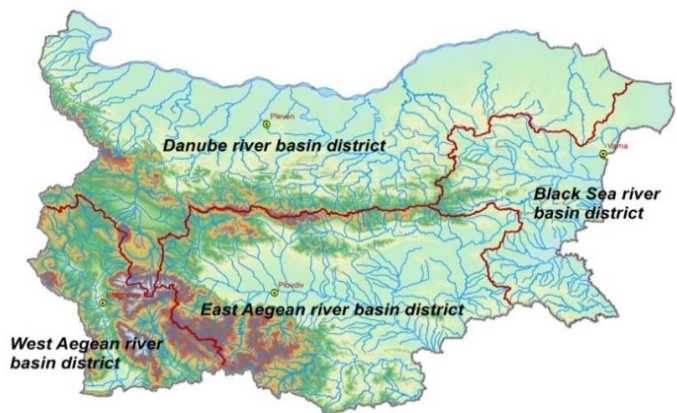 Pleven
Danube river basin district
Varna
Black Sea river
basin district
Plovdiv
East Aegean river basin district
West Aegean river
basin district